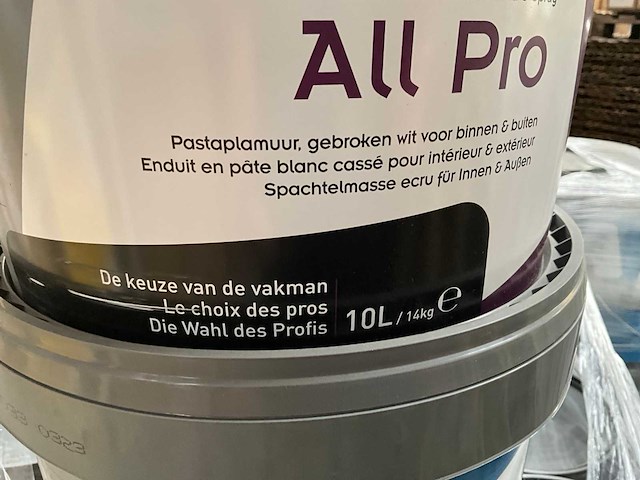 All Pro
Pastaplamuur, gebroken wit voor binnen & buiten
Enduit en pâte blanc cassé pour intérieur & extérieur
Spachtelmasse ecru für Innen & Außen
De keuze van de vakman
Le choix des pros
Die Wahl des Profis
10L/14kg ℮
0323